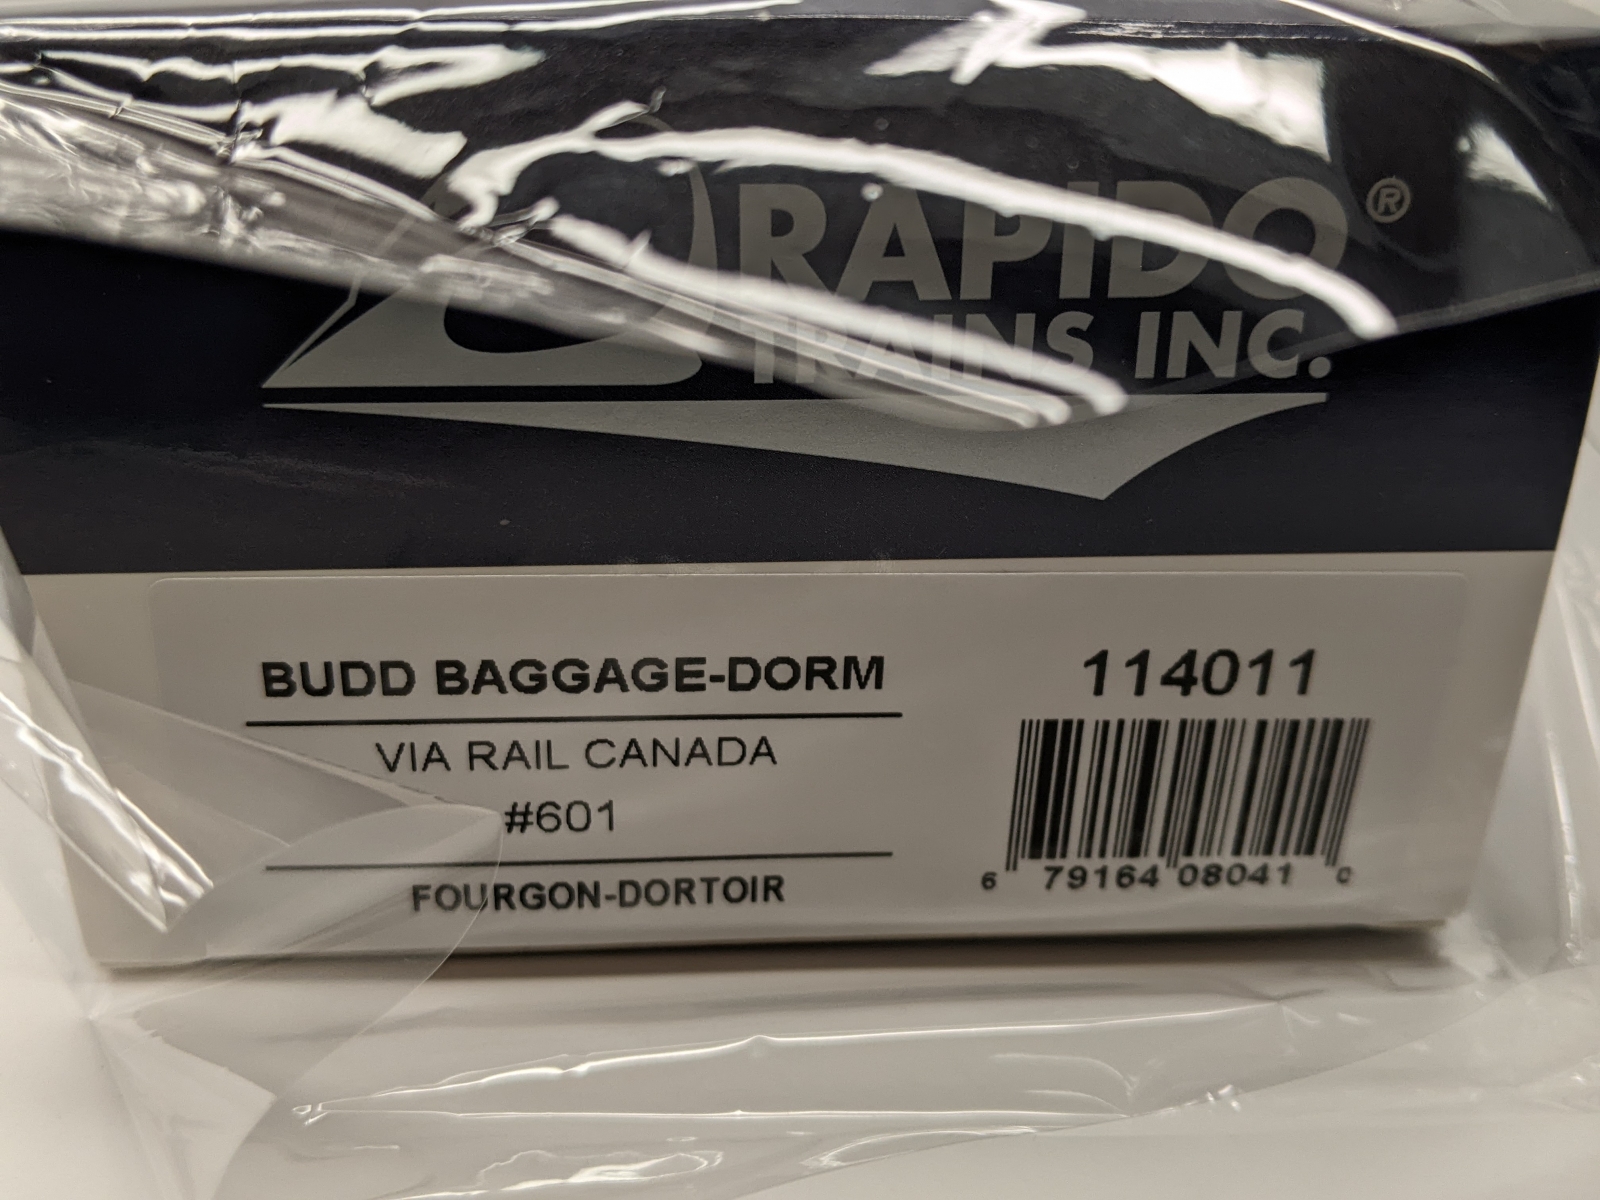 RAPIDO ®
TRAINS INC.
BUDD BAGGAGE-DORM
VIA RAIL CANADA
#601
FOURGON-DORTOIR
114011
6 79164 08041 0